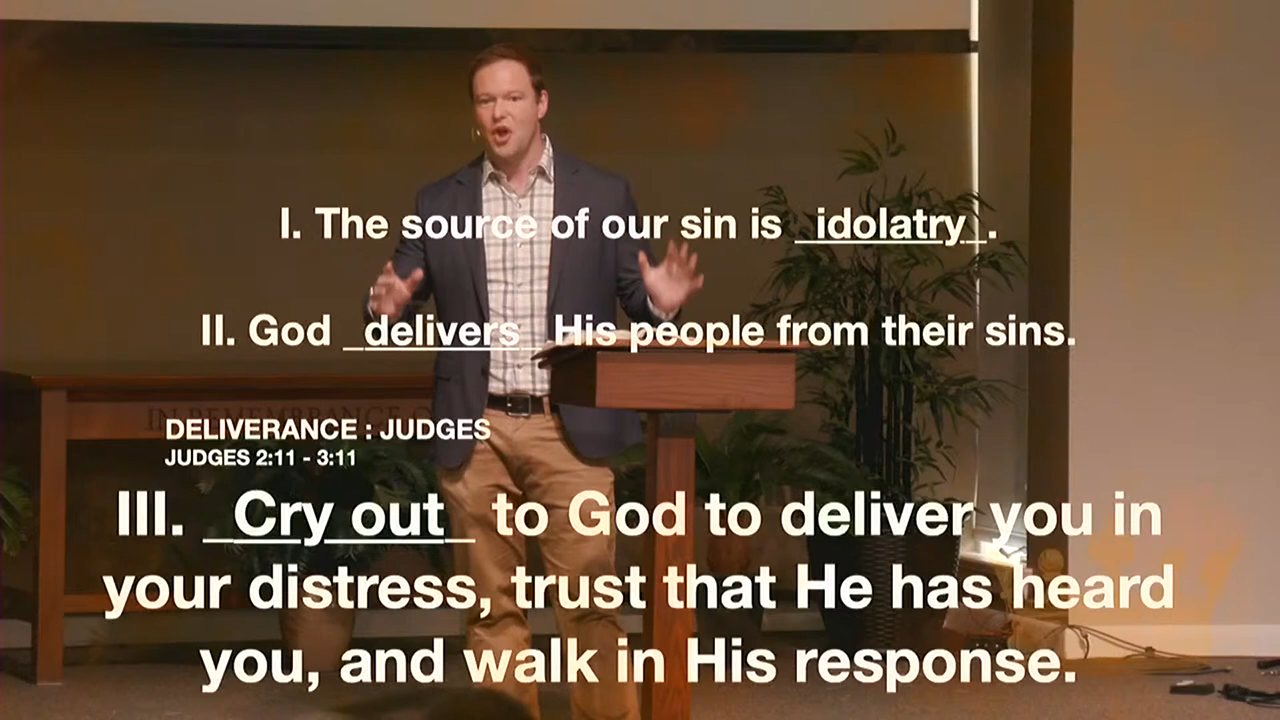 I. The source of our sin is _idolatry_.
II. God _delivers_ His people from their sins.
IN REMEMBRANCE O
DELIVERANCE : JUDGES
JUDGES 2:11 - 3:11
III. _Cry out_ to God to deliver you in
your distress, trust that He has heard
you, and walk in His response.